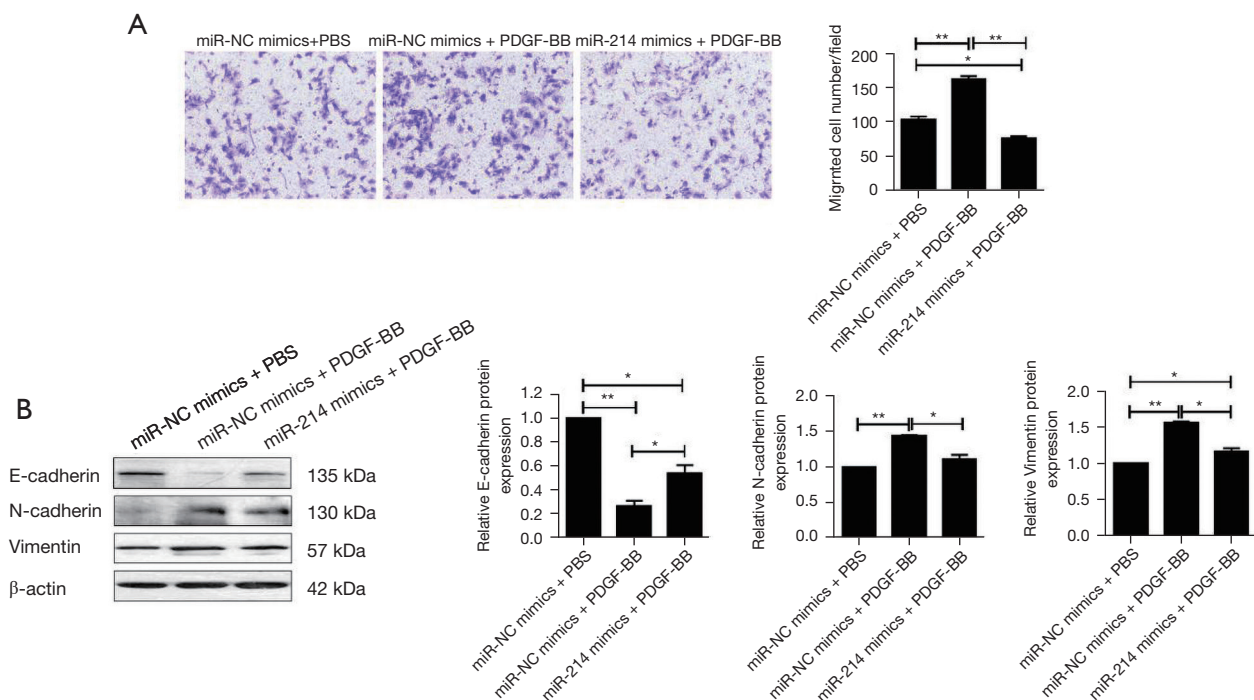 A
miR-NC mimics+PBS
miR-NC mimics + PDGF-BB
miR-214 mimics + PDGF-BB
Migrnted cell number/field
200
150
100
50
0
**
**
*
miR-NC mimics + PBS
miR-NC mimics + PDGF-BB
miR-214 mimics + PDGF-BB
B
miR-NC mimics + PBS
miR-NC mimics + PDGF-BB
miR-214 mimics + PDGF-BB
E-cadherin
135 kDa
N-cadherin
130 kDa
Vimentin
57 kDa
β-actin
42 kDa
Relative E-cadherin protein
expression
1.2
1.0
0.8
0.6
0.4
0.2
0.0
*
**
*
miR-NC mimics + PBS
miR-NC mimics + PDGF-BB
miR-214 mimics + PDGF-BB
Relative N-cadherin protein
expression
2.0
1.5
1.0
0.5
0.0
**
*
miR-NC mimics + PBS
miR-NC mimics + PDGF-BB
miR-214 mimics + PDGF-BB
Relative Vimentin protein
expression
2.0
1.5
1.0
0.5
0.0
*
**
*
miR-NC mimics + PBS
miR-NC mimics + PDGF-BB
miR-214 mimics + PDGF-BB